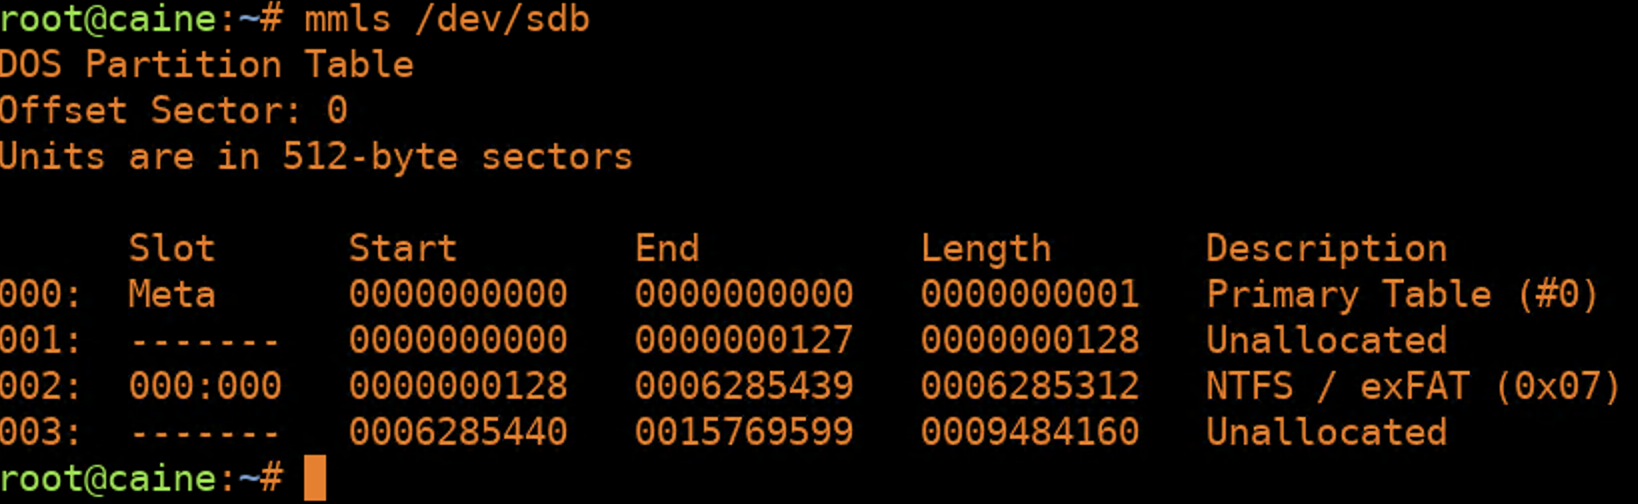 root@caine:~# mmls /dev/sdb
DOS Partition Table
Offset Sector: 0
Units are in 512-byte sectors

      Slot      Start        End          Length       Description
000:  Meta      0000000000   0000000000   0000000001   Primary Table (#0)
001:  -------   0000000000   0000000127   0000000128   Unallocated
002:  000:000   0000000128   0006285439   0006285312   NTFS / exFAT (0x07)
003:  -------   0006285440   0015769599   0009484160   Unallocated
root@caine:~#